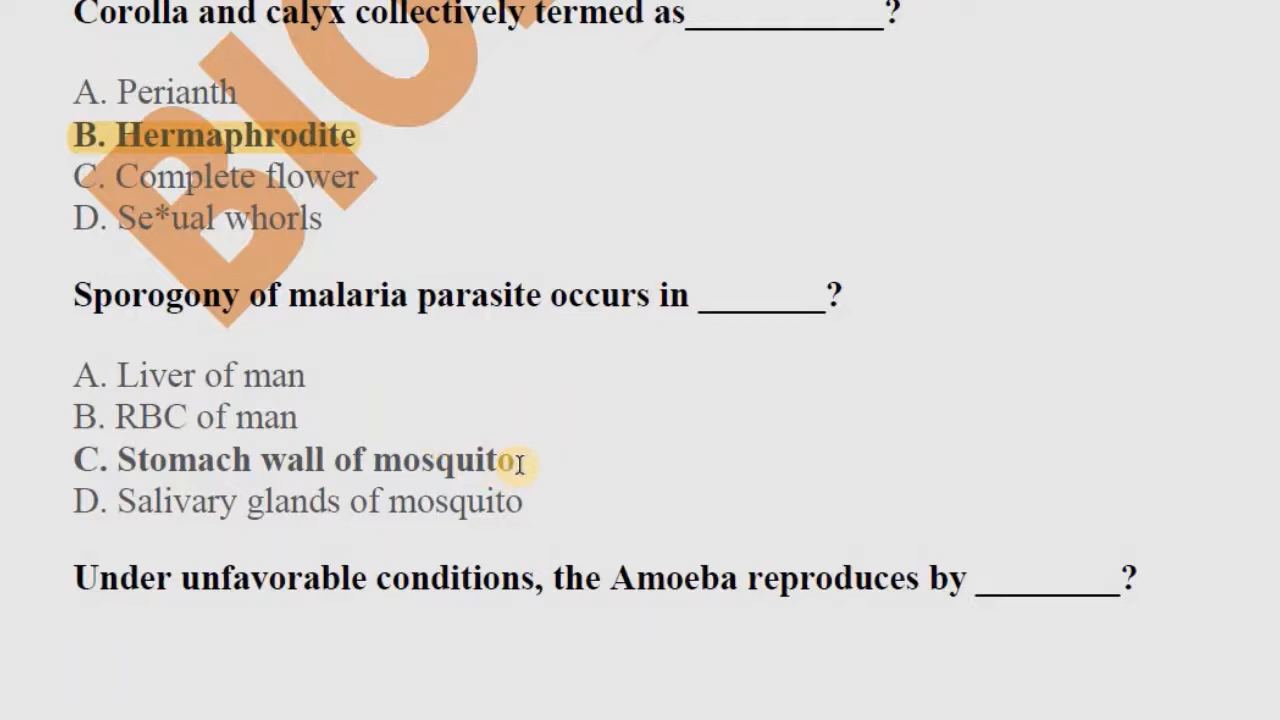 Corolla and calyx collectively termed as___________?
A. Perianth
B. Hermaphrodite
C. Complete flower
D. Se*ual whorls
Sporogony of malaria parasite occurs in _______?
A. Liver of man
B. RBC of man
C. Stomach wall of mosquito
D. Salivary glands of mosquito
Under unfavorable conditions, the Amoeba reproduces by ________?
BIO